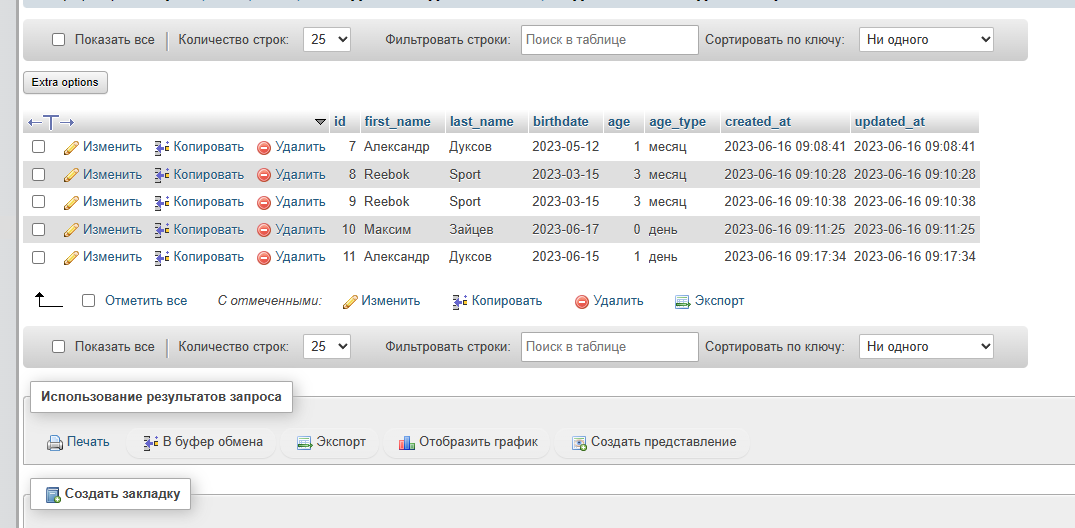 Показать все Количество строк: 25 Фильтровать строки: Поиск в таблице Сортировать по ключу: Ни одного
Extra options
id first_name last_name birthdate age age_type created_at updated_at
Изменить Копировать Удалить 7 Александр Дуксов 2023-05-12 1 месяц 2023-06-16 09:08:41 2023-06-16 09:08:41
Изменить Копировать Удалить 8 Reebok Sport 2023-03-15 3 месяц 2023-06-16 09:10:28 2023-06-16 09:10:28
Изменить Копировать Удалить 9 Reebok Sport 2023-03-15 3 месяц 2023-06-16 09:10:38 2023-06-16 09:10:38
Изменить Копировать Удалить 10 Максим Зайцев 2023-06-17 0 день 2023-06-16 09:11:25 2023-06-16 09:11:25
Изменить Копировать Удалить 11 Александр Дуксов 2023-06-15 1 день 2023-06-16 09:17:34 2023-06-16 09:17:34
Отметить все С отмеченными: Изменить Копировать Удалить Экспорт
Показать все Количество строк: 25 Фильтровать строки: Поиск в таблице Сортировать по ключу: Ни одного
Использование результатов запроса
Печать В буфер обмена Экспорт Отобразить график Создать представление
Создать закладку